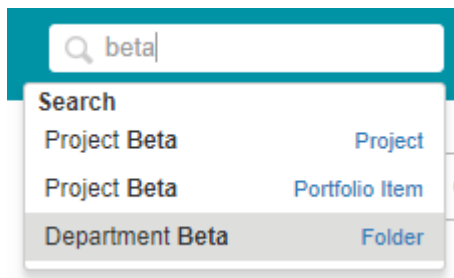 beta
Search
Project Beta Project
Project Beta Portfolio Item
Department Beta Folder